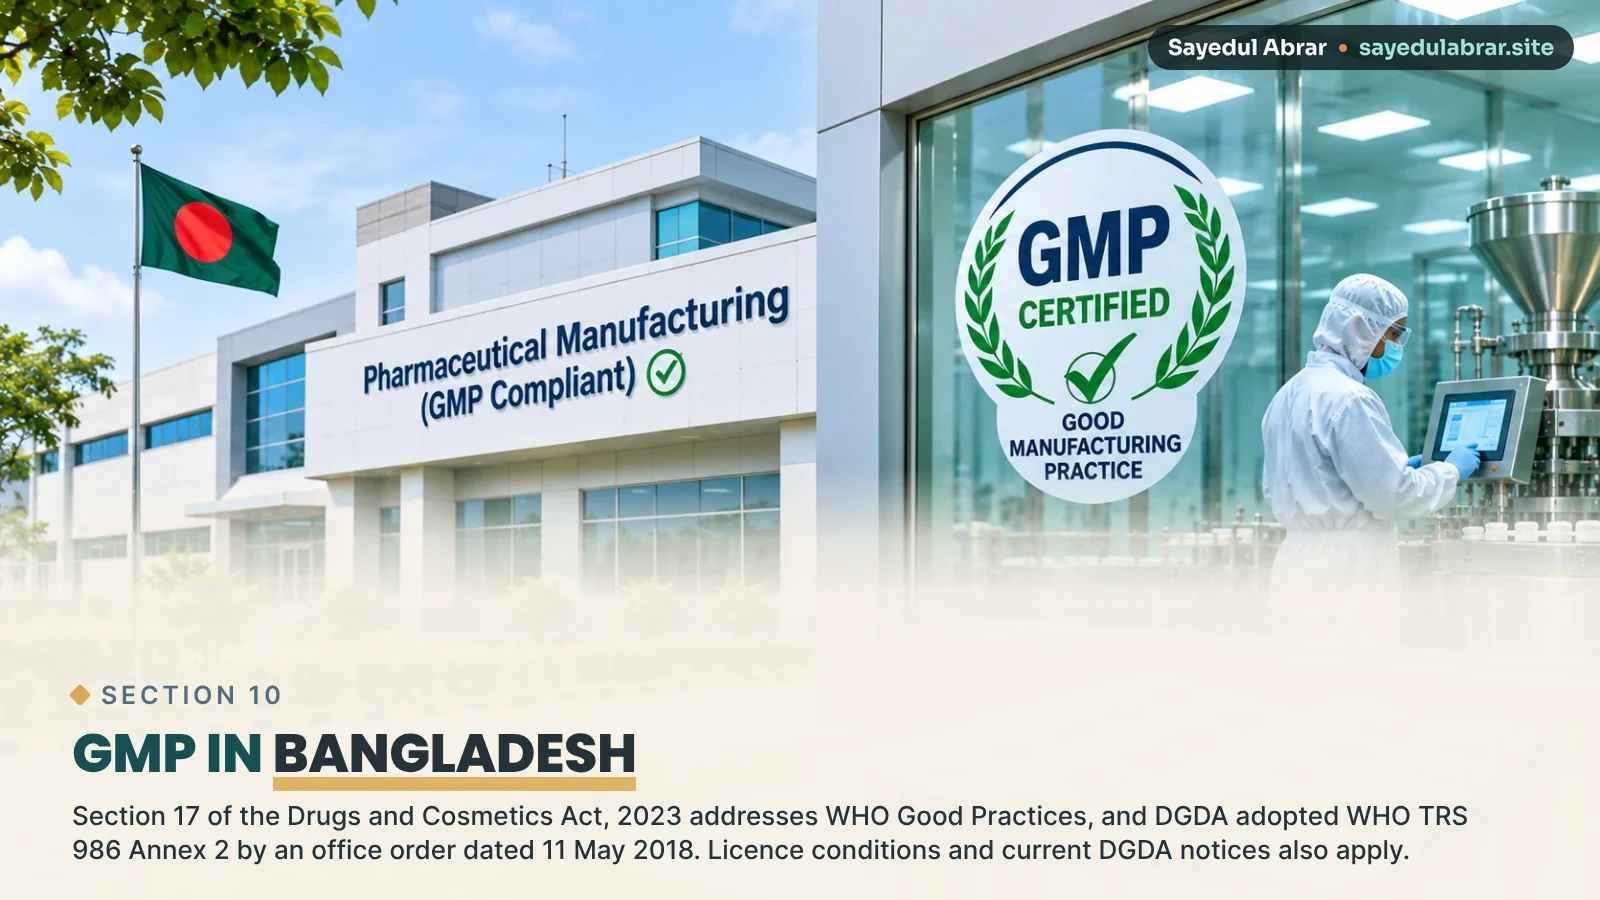 Sayedul Abrar • sayedulabrar.site
Pharmaceutical Manufacturing
(GMP Compliant)
GMP
CERTIFIED
GOOD
MANUFACTURING
PRACTICE
SECTION 10
GMP IN BANGLADESH
Section 17 of the Drugs and Cosmetics Act, 2023 addresses WHO Good Practices, and DGDA adopted WHO TRS
986 Annex 2 by an office order dated 11 May 2018. Licence conditions and current DGDA notices also apply.